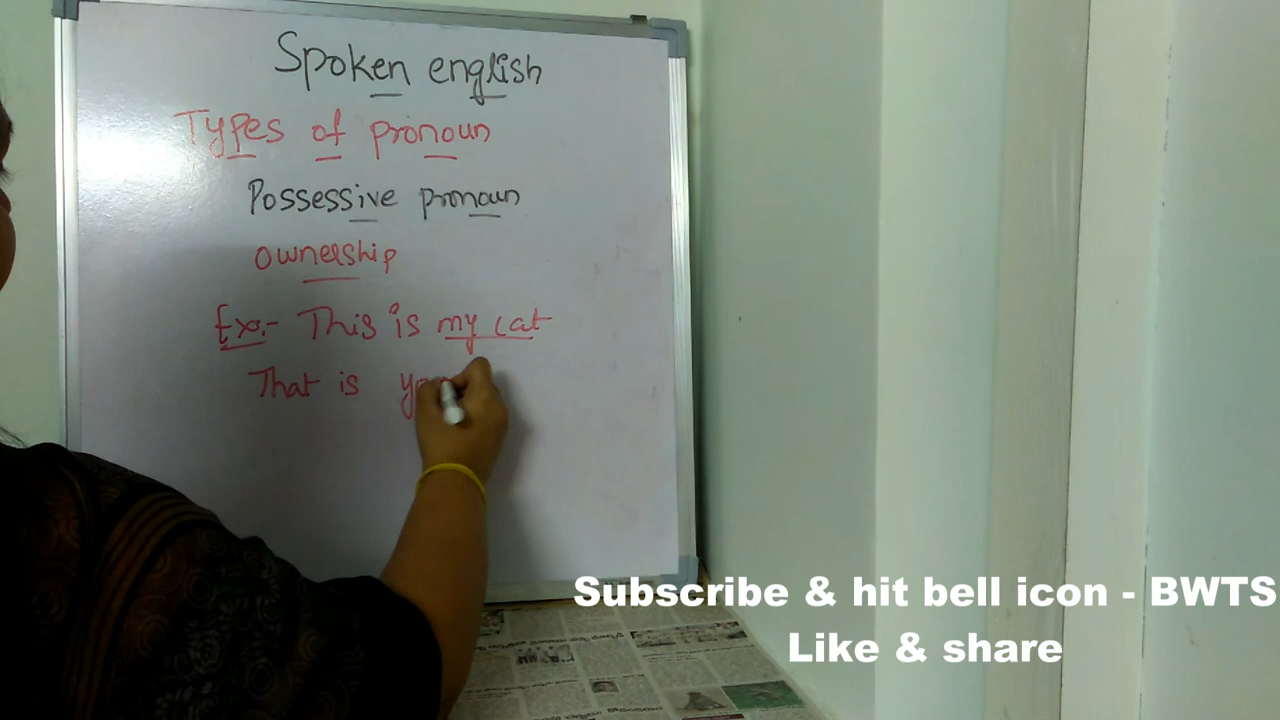 Spoken english
Types of pronoun
Possessive pronoun
ownership
Ex:- This is my cat
That is
Subscribe & hit bell icon - BWTS
Like & share